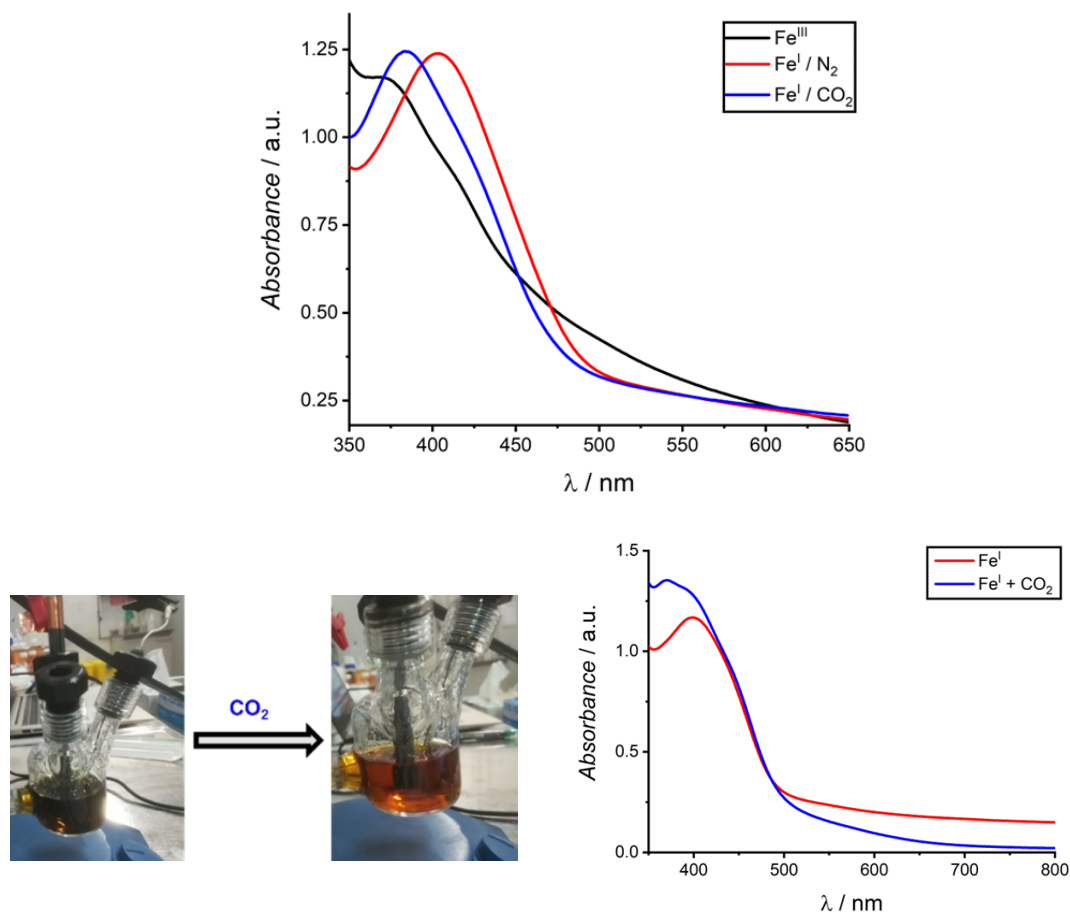 1.25
1.00
0.75
0.50
0.25
Absorbance / a.u.
350 400 450 500 550 600 650
λ / nm
Fe^III
Fe^I / N₂
Fe^I / CO₂
CO₂
1.5
1.0
0.5
0.0
Absorbance / a.u.
400 500 600 700 800
λ / nm
Fe^I
Fe^I + CO₂